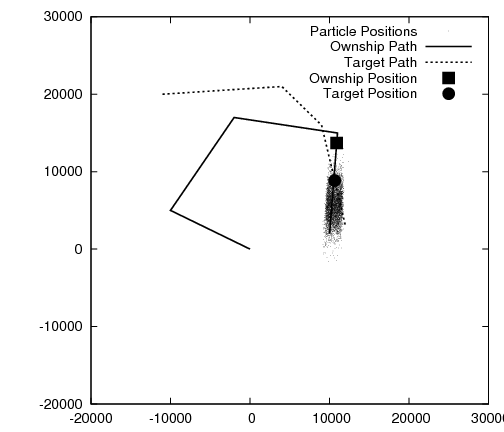 30000
Particle Positions
Ownship Path
Target Path
Ownship Position
20000
Target Position
10000
0
-10000
-20000
-20000 -10000 0 10000 20000 3000